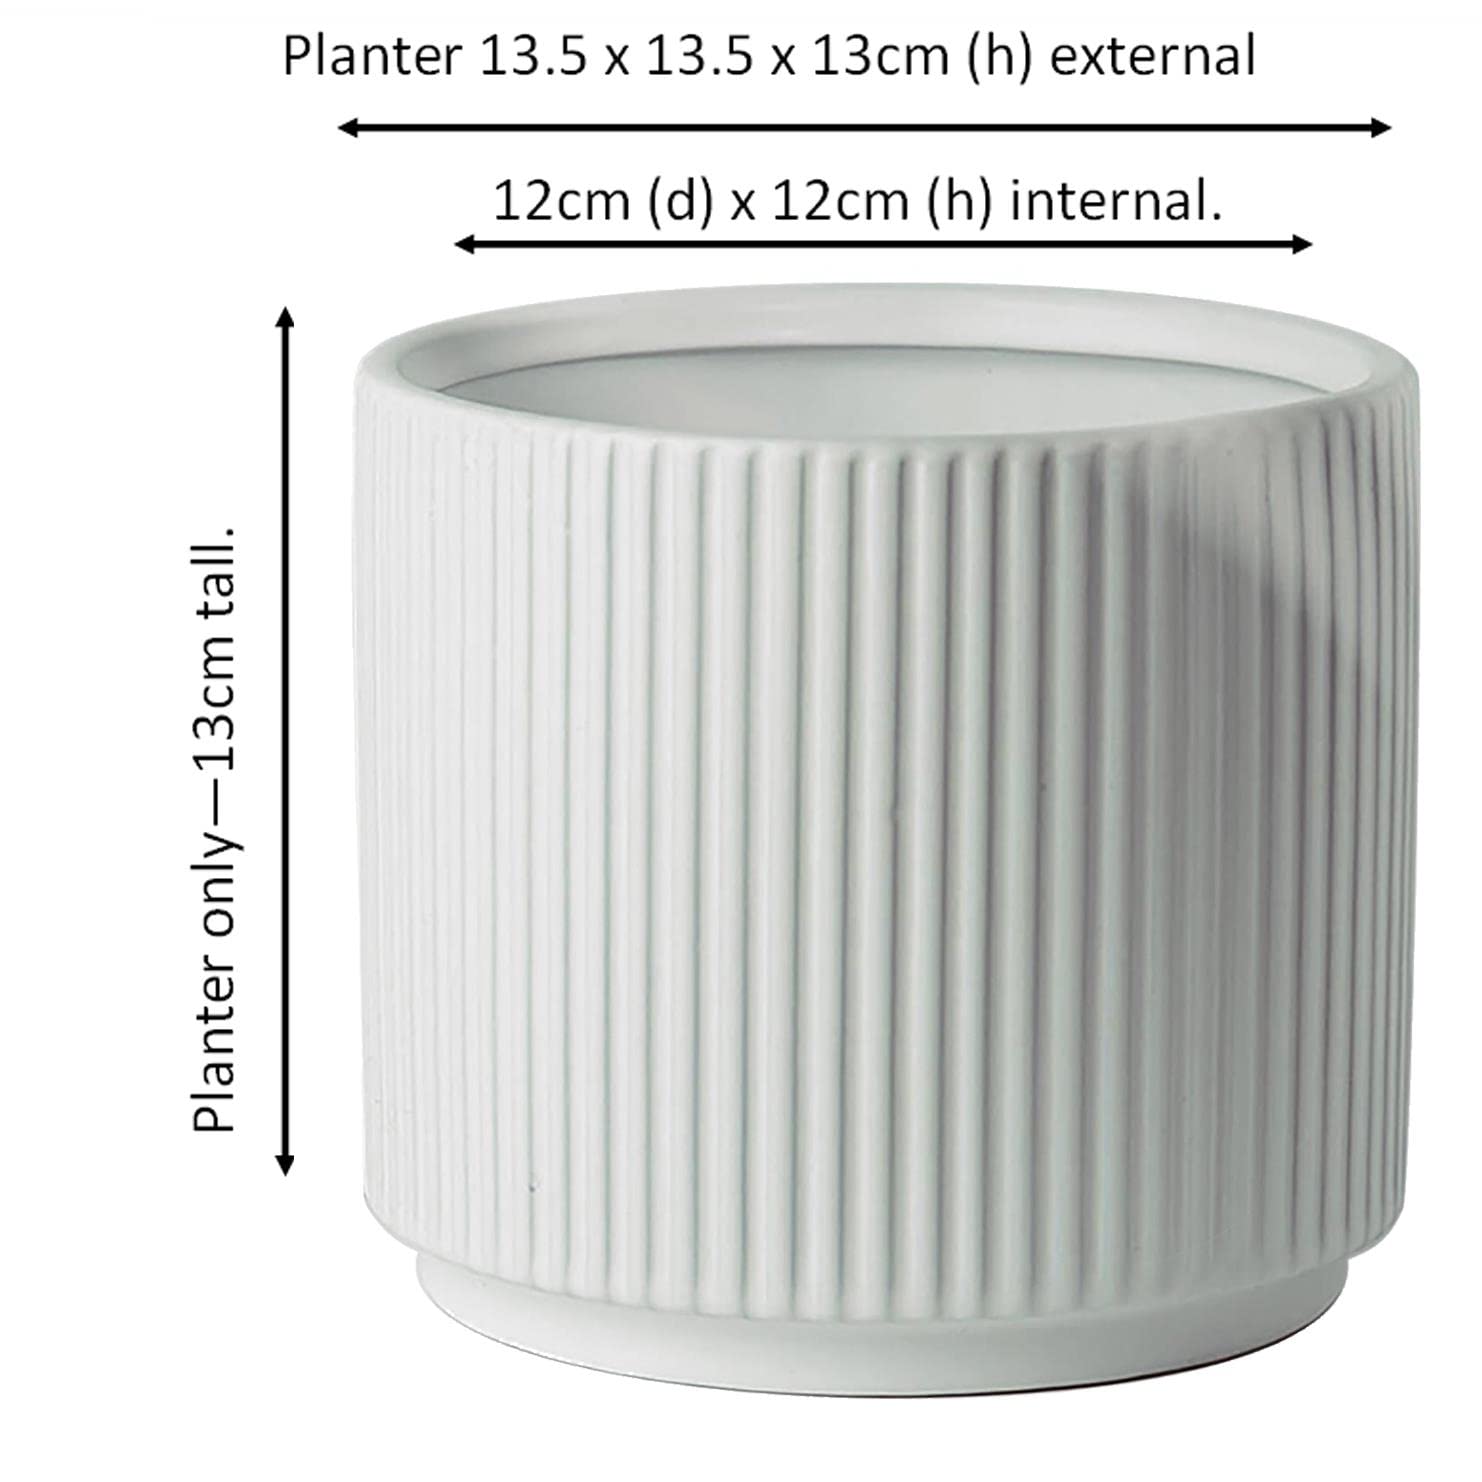 Planter 13.5 x 13.5 x 13cm (h) external
12cm (d) x 12cm (h) internal.
Planter only—13cm tall.